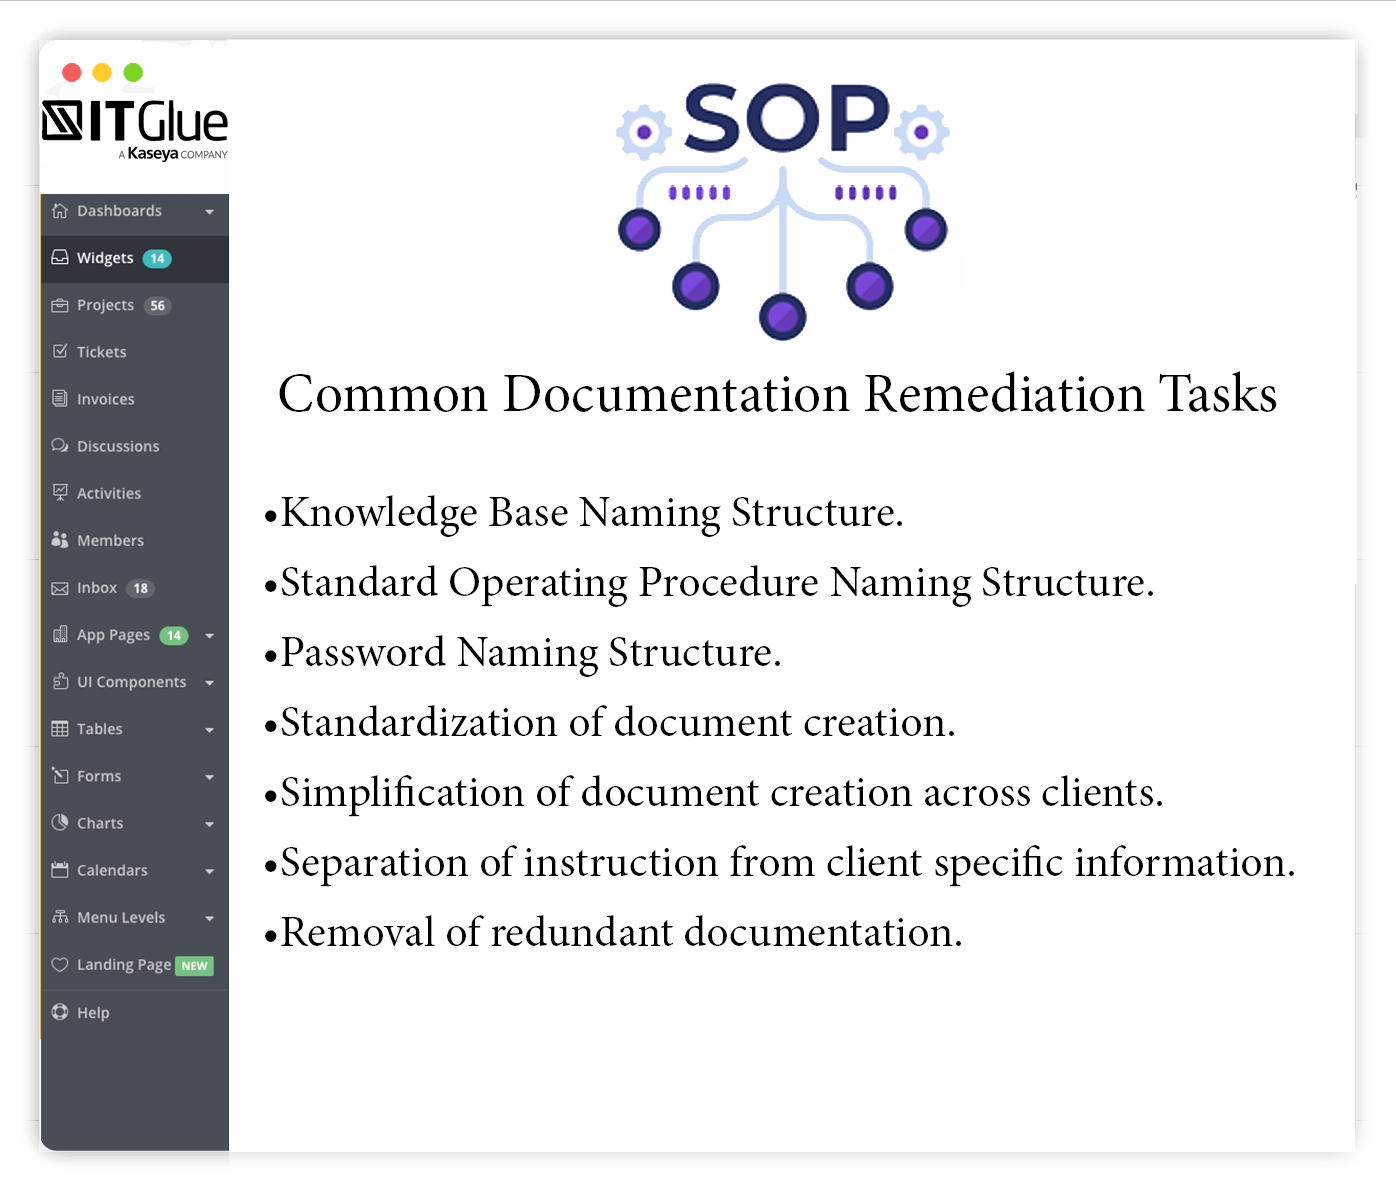 ITGlue
A Kaseya COMPANY
Dashboards
Widgets 14
Projects 56
Tickets
Invoices
Discussions
Activities
Members
Inbox 18
App Pages 14
UI Components
Tables
Forms
Charts
Calendars
Menu Levels
Landing Page NEW
Help
SOP
Common Documentation Remediation Tasks
•Knowledge Base Naming Structure.
•Standard Operating Procedure Naming Structure.
•Password Naming Structure.
•Standardization of document creation.
•Simplification of document creation across clients.
•Separation of instruction from client specific information.
•Removal of redundant documentation.